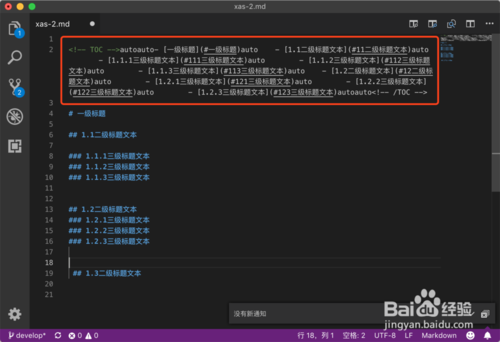 xas-2.md
xas-2.md
1
2 <!-- TOC -->autoauto- [一级标题](#一级标题)auto    - [1.1二级标题文本](#11二级标题文本)auto
- [1.1.1三级标题文本](#111三级标题文本)auto        - [1.1.2三级标题文本](#112三级标题
文本)auto        - [1.1.3三级标题文本](#113三级标题文本)auto    - [1.2二级标题文本](#12二级标
题文本)auto        - [1.2.1三级标题文本](#121三级标题文本)auto        - [1.2.2三级标题文本]
(#122三级标题文本)auto        - [1.2.3三级标题文本](#123三级标题文本)autoauto<!-- /TOC -->
3
4 # 一级标题
5
6 ## 1.1二级标题文本
7
8 ### 1.1.1三级标题文本
9 ### 1.1.2三级标题文本
10 ### 1.1.3三级标题文本
11
12
13 ## 1.2二级标题文本
14 ### 1.2.1三级标题文本
15 ### 1.2.2三级标题文本
16 ### 1.2.3三级标题文本
17
18
19 ## 1.3二级标题文本
20
21
没有新通知
Baidu经验
jingyan.baidu.com
develop* 0 0 行 18,列 1 空格: 2 UTF-8 LF Markdown